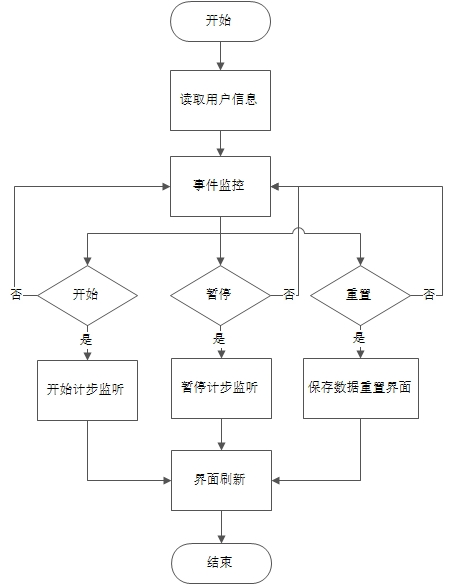 开始
读取用户信息
事件监控
否
开始
暂停
否
重置
否
是
是
是
开始计步监听
暂停计步监听
保存数据重置界面
界面刷新
结束